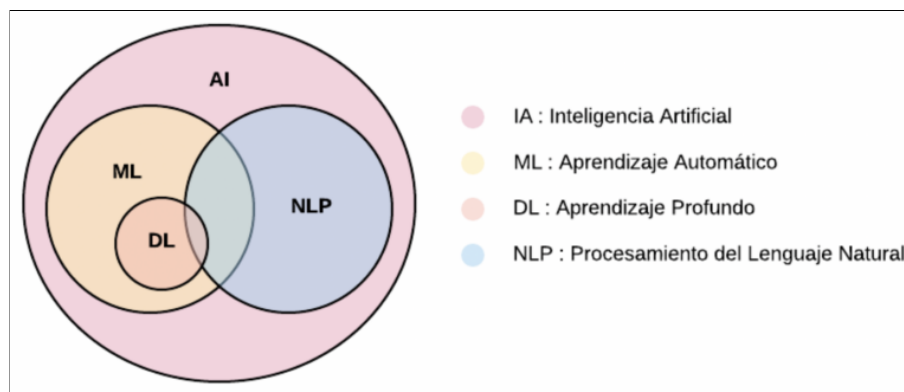 AI
ML
NLP
DL
IA : Inteligencia Artificial
ML : Aprendizaje Automático
DL : Aprendizaje Profundo
NLP : Procesamiento del Lenguaje Natural